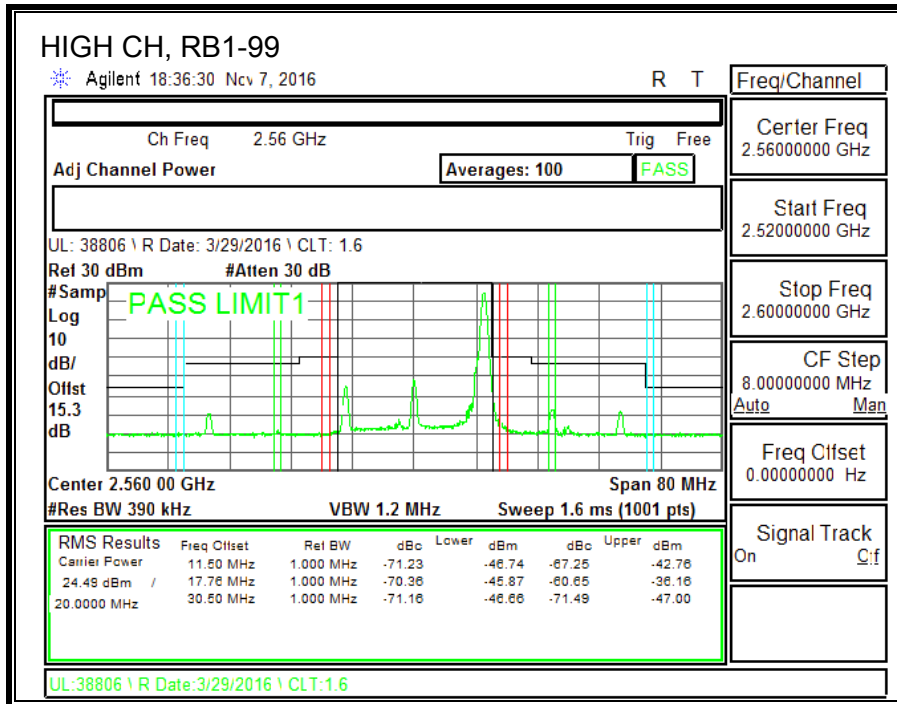 HIGH CH, RB1-99
Agilent 18:36:30 Nov 7, 2016 R T
Ch Freq 2.56 GHz Trig Free
Adj Channel Power Averages: 100 PASS
UL: 38806 \ R Date: 3/29/2016 \ CLT: 1.6
Ref 30 dBm #Atten 30 dB
#Samp
Log
10
dB/
Offst
15.3
dB
PASS LIMIT1
Center 2.560 00 GHz Span 80 MHz
#Res BW 390 kHz VBW 1.2 MHz Sweep 1.6 ms (1001 pts)
RMS Results Freq Offset Ref BW dBc Lower dBm dBc Upper dBm
Carrier Power 11.50 MHz 1.000 MHz -71.23 -46.74 -67.25 -42.76
24.49 dBm / 17.76 MHz 1.000 MHz -70.36 -45.87 -60.65 -36.16
20.0000 MHz 30.50 MHz 1.000 MHz -71.16 -46.66 -71.49 -47.00
UL:38806 \ R Date:3/29/2016 \ CLT:1.6
Freq/Channel
Center Freq
2.56000000 GHz
Start Freq
2.52000000 GHz
Stop Freq
2.60000000 GHz
CF Step
8.00000000 MHz
Auto Man
Freq Offset
0.00000000 Hz
Signal Track
On Off